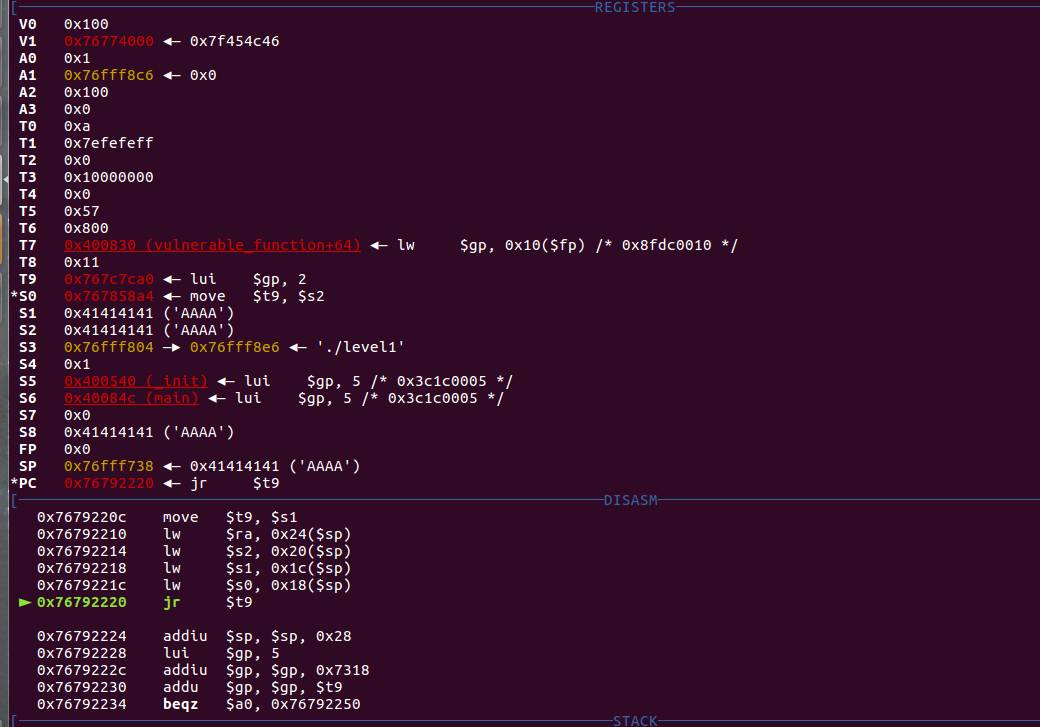 [ REGISTERS
V0 0x100
V1 0x76774000 ◂— 0x7f454c46
A0 0x1
A1 0x76fff8c6 ◂— 0x0
A2 0x100
A3 0x0
T0 0xa
T1 0x7efefeff
T2 0x0
T3 0x10000000
T4 0x0
T5 0x57
T6 0x800
T7 0x400830 (vulnerable_function+64) ◂— lw $gp, 0x10($fp) /* 0x8fdc0010 */
T8 0x11
T9 0x767c7ca0 ◂— lui $gp, 2
*S0 0x767858a4 ◂— move $t9, $s2
S1 0x41414141 ('AAAA')
S2 0x41414141 ('AAAA')
S3 0x76fff804 —▸ 0x76fff8e6 ◂— './level1'
S4 0x1
S5 0x400540 (_init) ◂— lui $gp, 5 /* 0x3c1c0005 */
S6 0x40084c (main) ◂— lui $gp, 5 /* 0x3c1c0005 */
S7 0x0
S8 0x41414141 ('AAAA')
FP 0x0
SP 0x76fff738 ◂— 0x41414141 ('AAAA')
*PC 0x76792220 ◂— jr $t9
[ DISASM
0x7679220c move $t9, $s1
0x76792210 lw $ra, 0x24($sp)
0x76792214 lw $s2, 0x20($sp)
0x76792218 lw $s1, 0x1c($sp)
0x7679221c lw $s0, 0x18($sp)
► 0x76792220 jr $t9
0x76792224 addiu $sp, $sp, 0x28
0x76792228 lui $gp, 5
0x7679222c addiu $gp, $gp, 0x7318
0x76792230 addu $gp, $gp, $t9
0x76792234 beqz $a0, 0x76792250
[ STACK